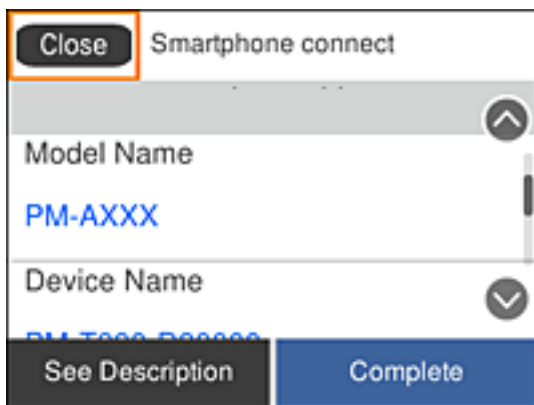 Close
Smartphone connect
Model Name
PM-AXXX
Device Name
See Description
Complete